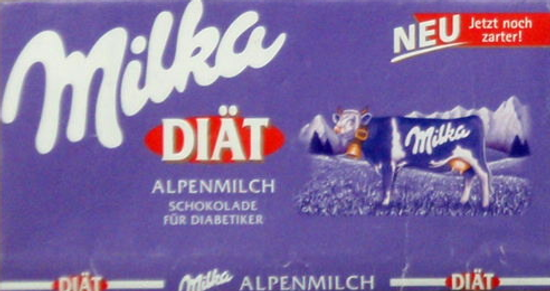 Milka
NEU Jetzt noch
zarter!
DIÄT
Milka
ALPENMILCH
SCHOKOLADE
FÜR DIABETIKER
DIÄT Milka ALPENMILCH DIÄT